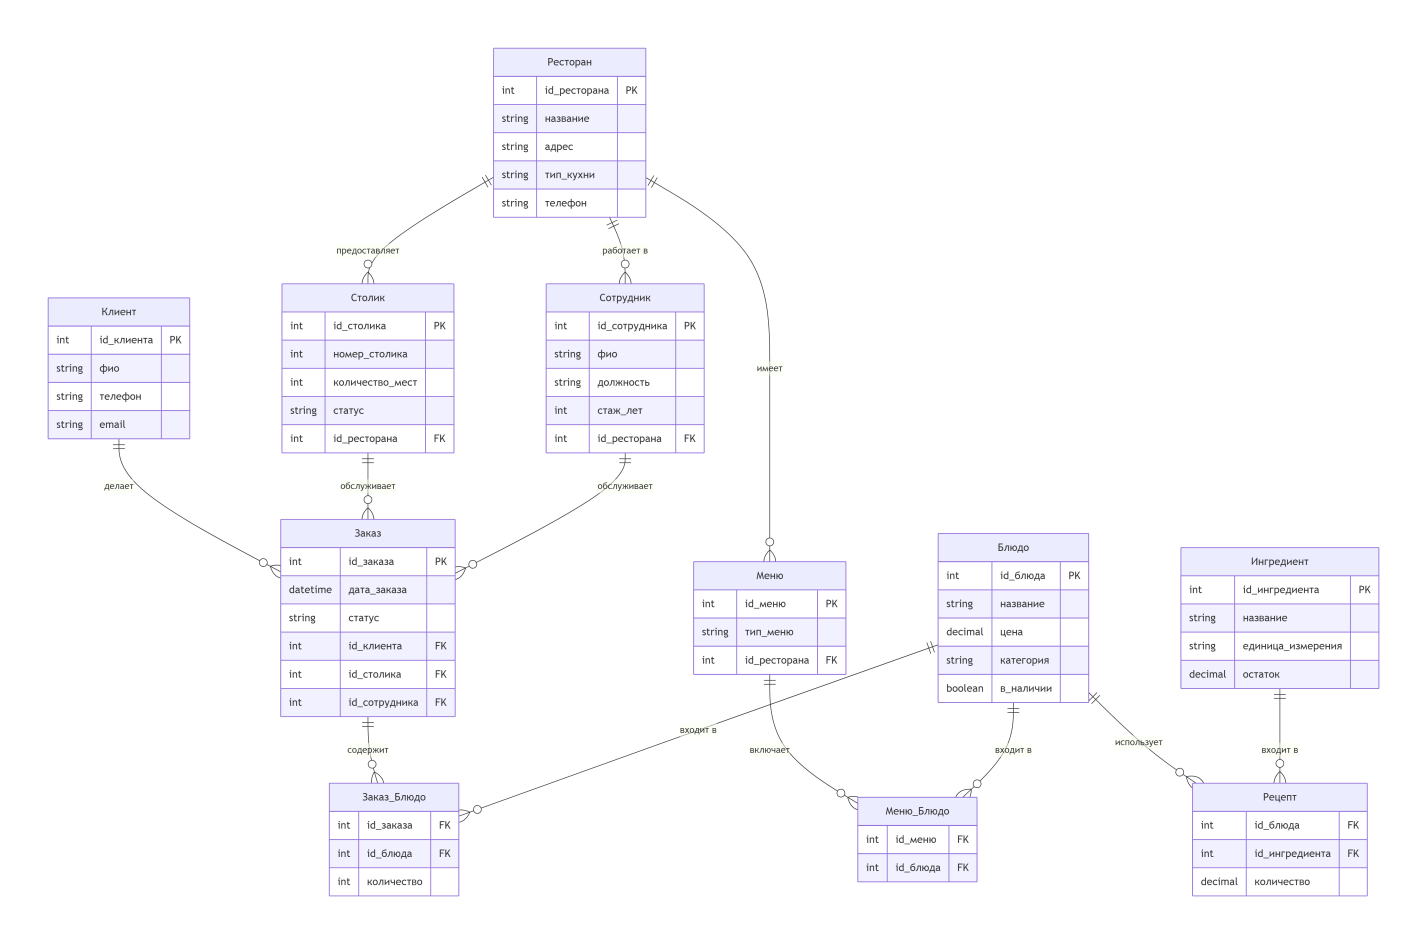 Ресторан
int id_ресторана PK
string название
string адрес
string тип_кухни
string телефон
предоставляет
работает в
имеет
Клиент
int id_клиента PK
string фио
string телефон
string email
Столик
int id_столика PK
int номер_столика
int количество_мест
string статус
int id_ресторана FK
Сотрудник
int id_сотрудника PK
string фио
string должность
int стаж_лет
int id_ресторана FK
делает
обслуживает
обслуживает
Заказ
int id_заказа PK
datetime дата_заказа
string статус
int id_клиента FK
int id_столика FK
int id_сотрудника FK
Меню
int id_меню PK
string тип_меню
int id_ресторана FK
Блюдо
int id_блюда PK
string название
decimal цена
string категория
boolean в_наличии
Ингредиент
int id_ингредиента PK
string название
string единица_измерения
decimal остаток
содержит
входит в
включает
входит в
использует
входит в
Заказ_Блюдо
int id_заказа FK
int id_блюда FK
int количество
Меню_Блюдо
int id_меню FK
int id_блюда FK
Рецепт
int id_блюда FK
int id_ингредиента FK
decimal количество